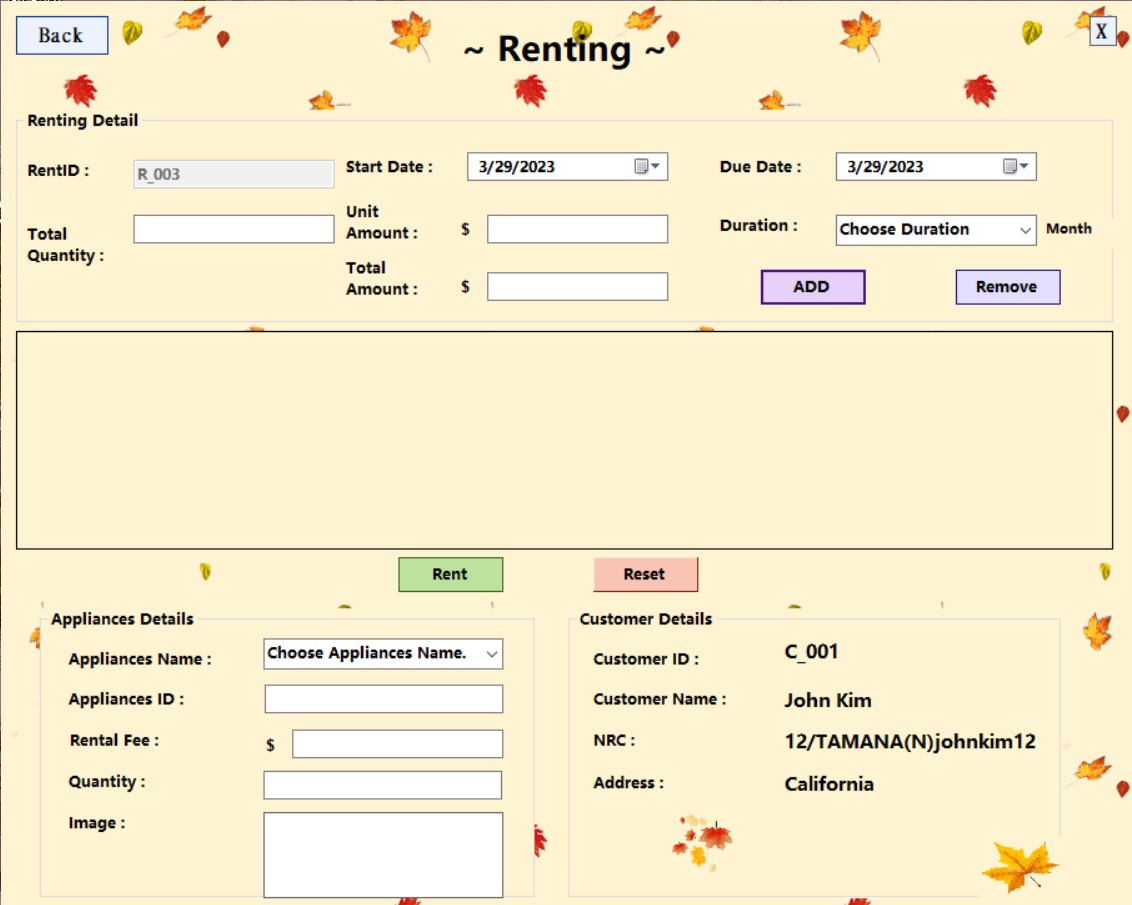 Back
~ Renting ~
X
Renting Detail
RentID :
R_003
Start Date :
3/29/2023
Due Date :
3/29/2023
Total
Quantity :
Unit
Amount :
$
Duration :
Choose Duration
Month
Total
Amount :
$
ADD
Remove
Rent
Reset
Appliances Details
Appliances Name :
Choose Appliances Name.
Appliances ID :
Rental Fee :
$
Quantity :
Image :
Customer Details
Customer ID :
C_001
Customer Name :
John Kim
NRC :
12/TAMANA(N)johnkim12
Address :
California